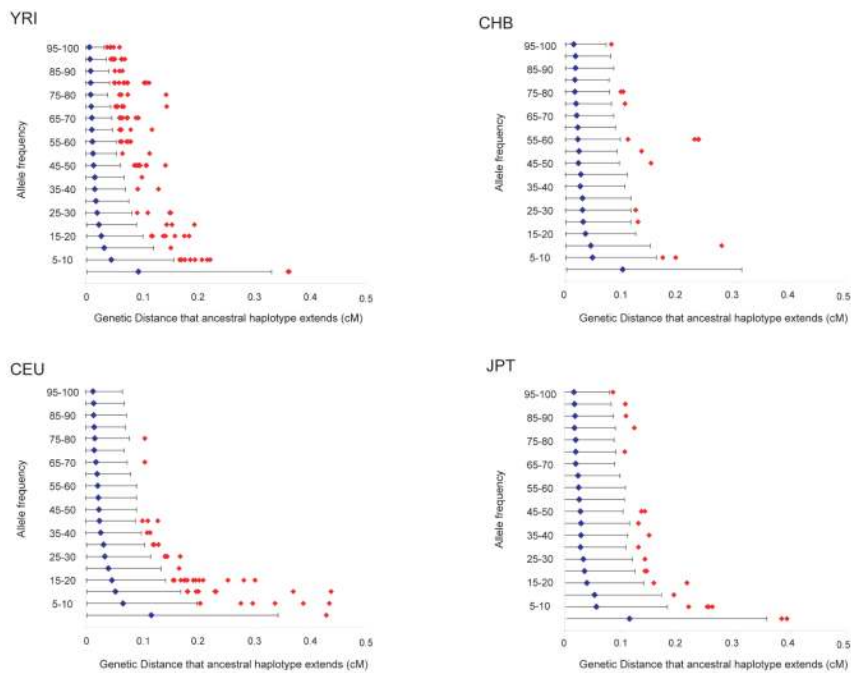 YRI
95-100
85-90
75-80
65-70
55-60
45-50
35-40
25-30
15-20
5-10
Allele frequency
0 0.1 0.2 0.3 0.4 0.5
Genetic Distance that ancestral haplotype extends (cM)
CHB
95-100
85-90
75-80
65-70
55-60
45-50
35-40
25-30
15-20
5-10
Allele frequency
0 0.1 0.2 0.3 0.4 0.5
Genetic Distance that ancestral haplotype extends (cM)
CEU
95-100
85-90
75-80
65-70
55-60
45-50
35-40
25-30
15-20
5-10
Allele frequency
0 0.1 0.2 0.3 0.4 0.5
Genetic Distance that ancestral haplotype extends (cM)
JPT
95-100
85-90
75-80
65-70
55-60
45-50
35-40
25-30
15-20
5-10
Allele frequency
0 0.1 0.2 0.3 0.4 0.5
Genetic Distance that ancestral haplotype extends (cM)